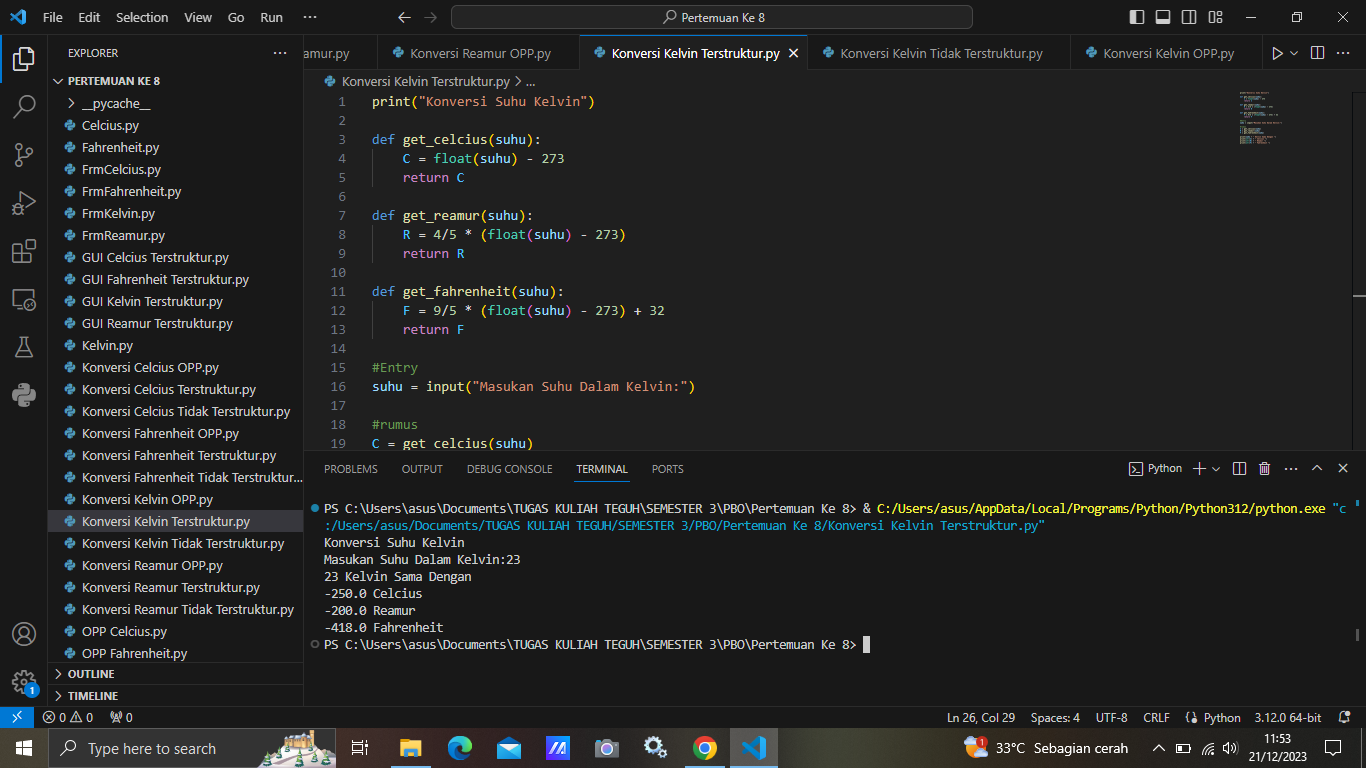 File Edit Selection View Go Run ···
Pertemuan Ke 8
EXPLORER
PERTEMUAN KE 8
__pycache__
Celcius.py
Fahrenheit.py
FrmCelcius.py
FrmFahrenheit.py
FrmKelvin.py
FrmReamur.py
GUI Celcius Terstruktur.py
GUI Fahrenheit Terstruktur.py
GUI Kelvin Terstruktur.py
GUI Reamur Terstruktur.py
Kelvin.py
Konversi Celcius OPP.py
Konversi Celcius Terstruktur.py
Konversi Celcius Tidak Terstruktur.py
Konversi Fahrenheit OPP.py
Konversi Fahrenheit Terstruktur.py
Konversi Fahrenheit Tidak Terstruktur...
Konversi Kelvin OPP.py
Konversi Kelvin Terstruktur.py
Konversi Kelvin Tidak Terstruktur.py
Konversi Reamur OPP.py
Konversi Reamur Terstruktur.py
Konversi Reamur Tidak Terstruktur.py
OPP Celcius.py
OPP Fahrenheit.py
OUTLINE
TIMELINE
1
amur.py Konversi Reamur OPP.py Konversi Kelvin Terstruktur.py Konversi Kelvin Tidak Terstruktur.py Konversi Kelvin OPP.py
Konversi Kelvin Terstruktur.py > ...
1 print("Konversi Suhu Kelvin")
2
3 def get_celcius(suhu):
4 C = float(suhu) - 273
5 return C
6
7 def get_reamur(suhu):
8 R = 4/5 * (float(suhu) - 273)
9 return R
10
11 def get_fahrenheit(suhu):
12 F = 9/5 * (float(suhu) - 273) + 32
13 return F
14
15 #Entry
16 suhu = input("Masukan Suhu Dalam Kelvin:")
17
18 #rumus
19 C = get_celcius(suhu)
PROBLEMS OUTPUT DEBUG CONSOLE TERMINAL PORTS
Python
PS C:\Users\asus\Documents\TUGAS KULIAH TEGUH\SEMESTER 3\PBO\Pertemuan Ke 8> & C:/Users/asus/AppData/Local/Programs/Python/Python312/python.exe "c
:/Users/asus/Documents/TUGAS KULIAH TEGUH/SEMESTER 3/PBO/Pertemuan Ke 8/Konversi Kelvin Terstruktur.py"
Konversi Suhu Kelvin
Masukan Suhu Dalam Kelvin:23
23 Kelvin Sama Dengan
-250.0 Celcius
-200.0 Reamur
-418.0 Fahrenheit
PS C:\Users\asus\Documents\TUGAS KULIAH TEGUH\SEMESTER 3\PBO\Pertemuan Ke 8>
0 0 0
Ln 26, Col 29 Spaces: 4 UTF-8 CRLF Python 3.12.0 64-bit
Type here to search
1 33°C Sebagian cerah
11:53
21/12/2023